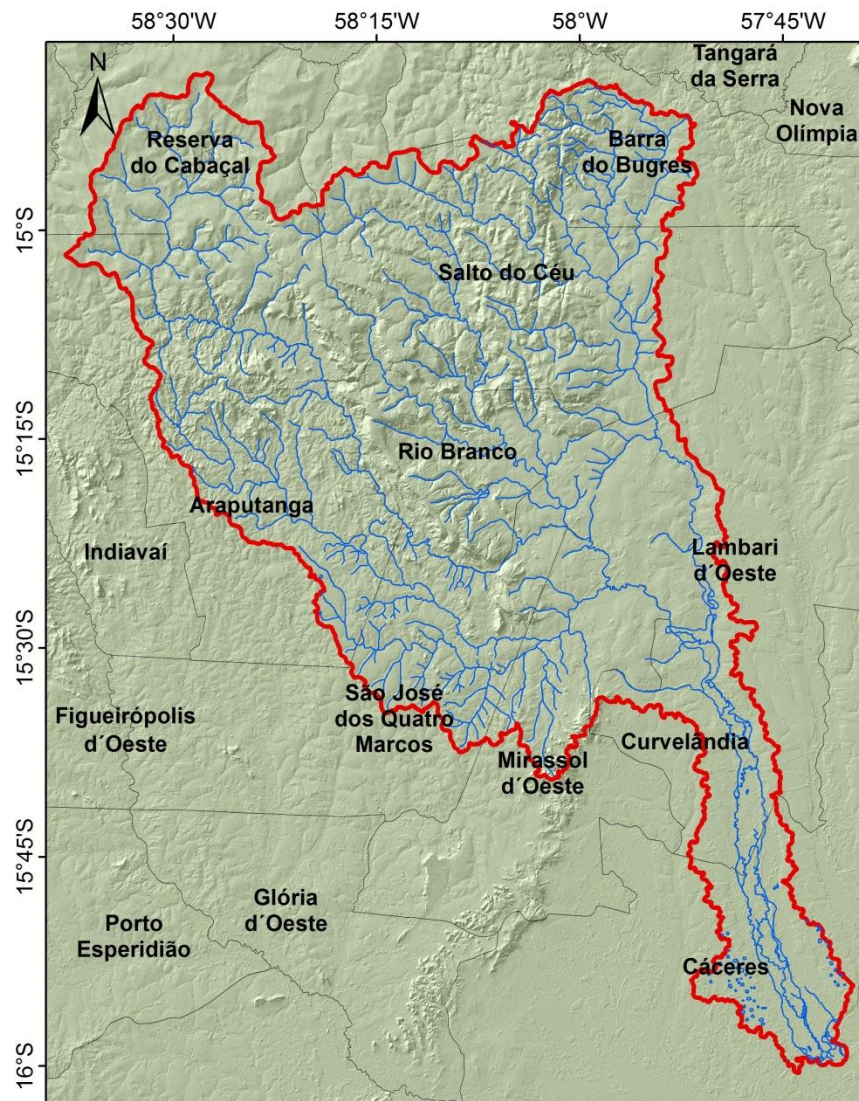 58°30'W
58°15'W
58°W
57°45'W
N
Tangará
da Serra
Nova
Olímpia
Reserva
do Cabaçal
Barra
do Bugres
15°S
Salto do Céu
15°15'S
Rio Branco
Araputanga
Indiavaí
Lambari
d´Oeste
15°30'S
São José
dos Quatro
Marcos
Figueirópolis
d´Oeste
Curvelândia
Mirassol
d´Oeste
15°45'S
Glória
d´Oeste
Porto
Esperidião
Cáceres
16°S